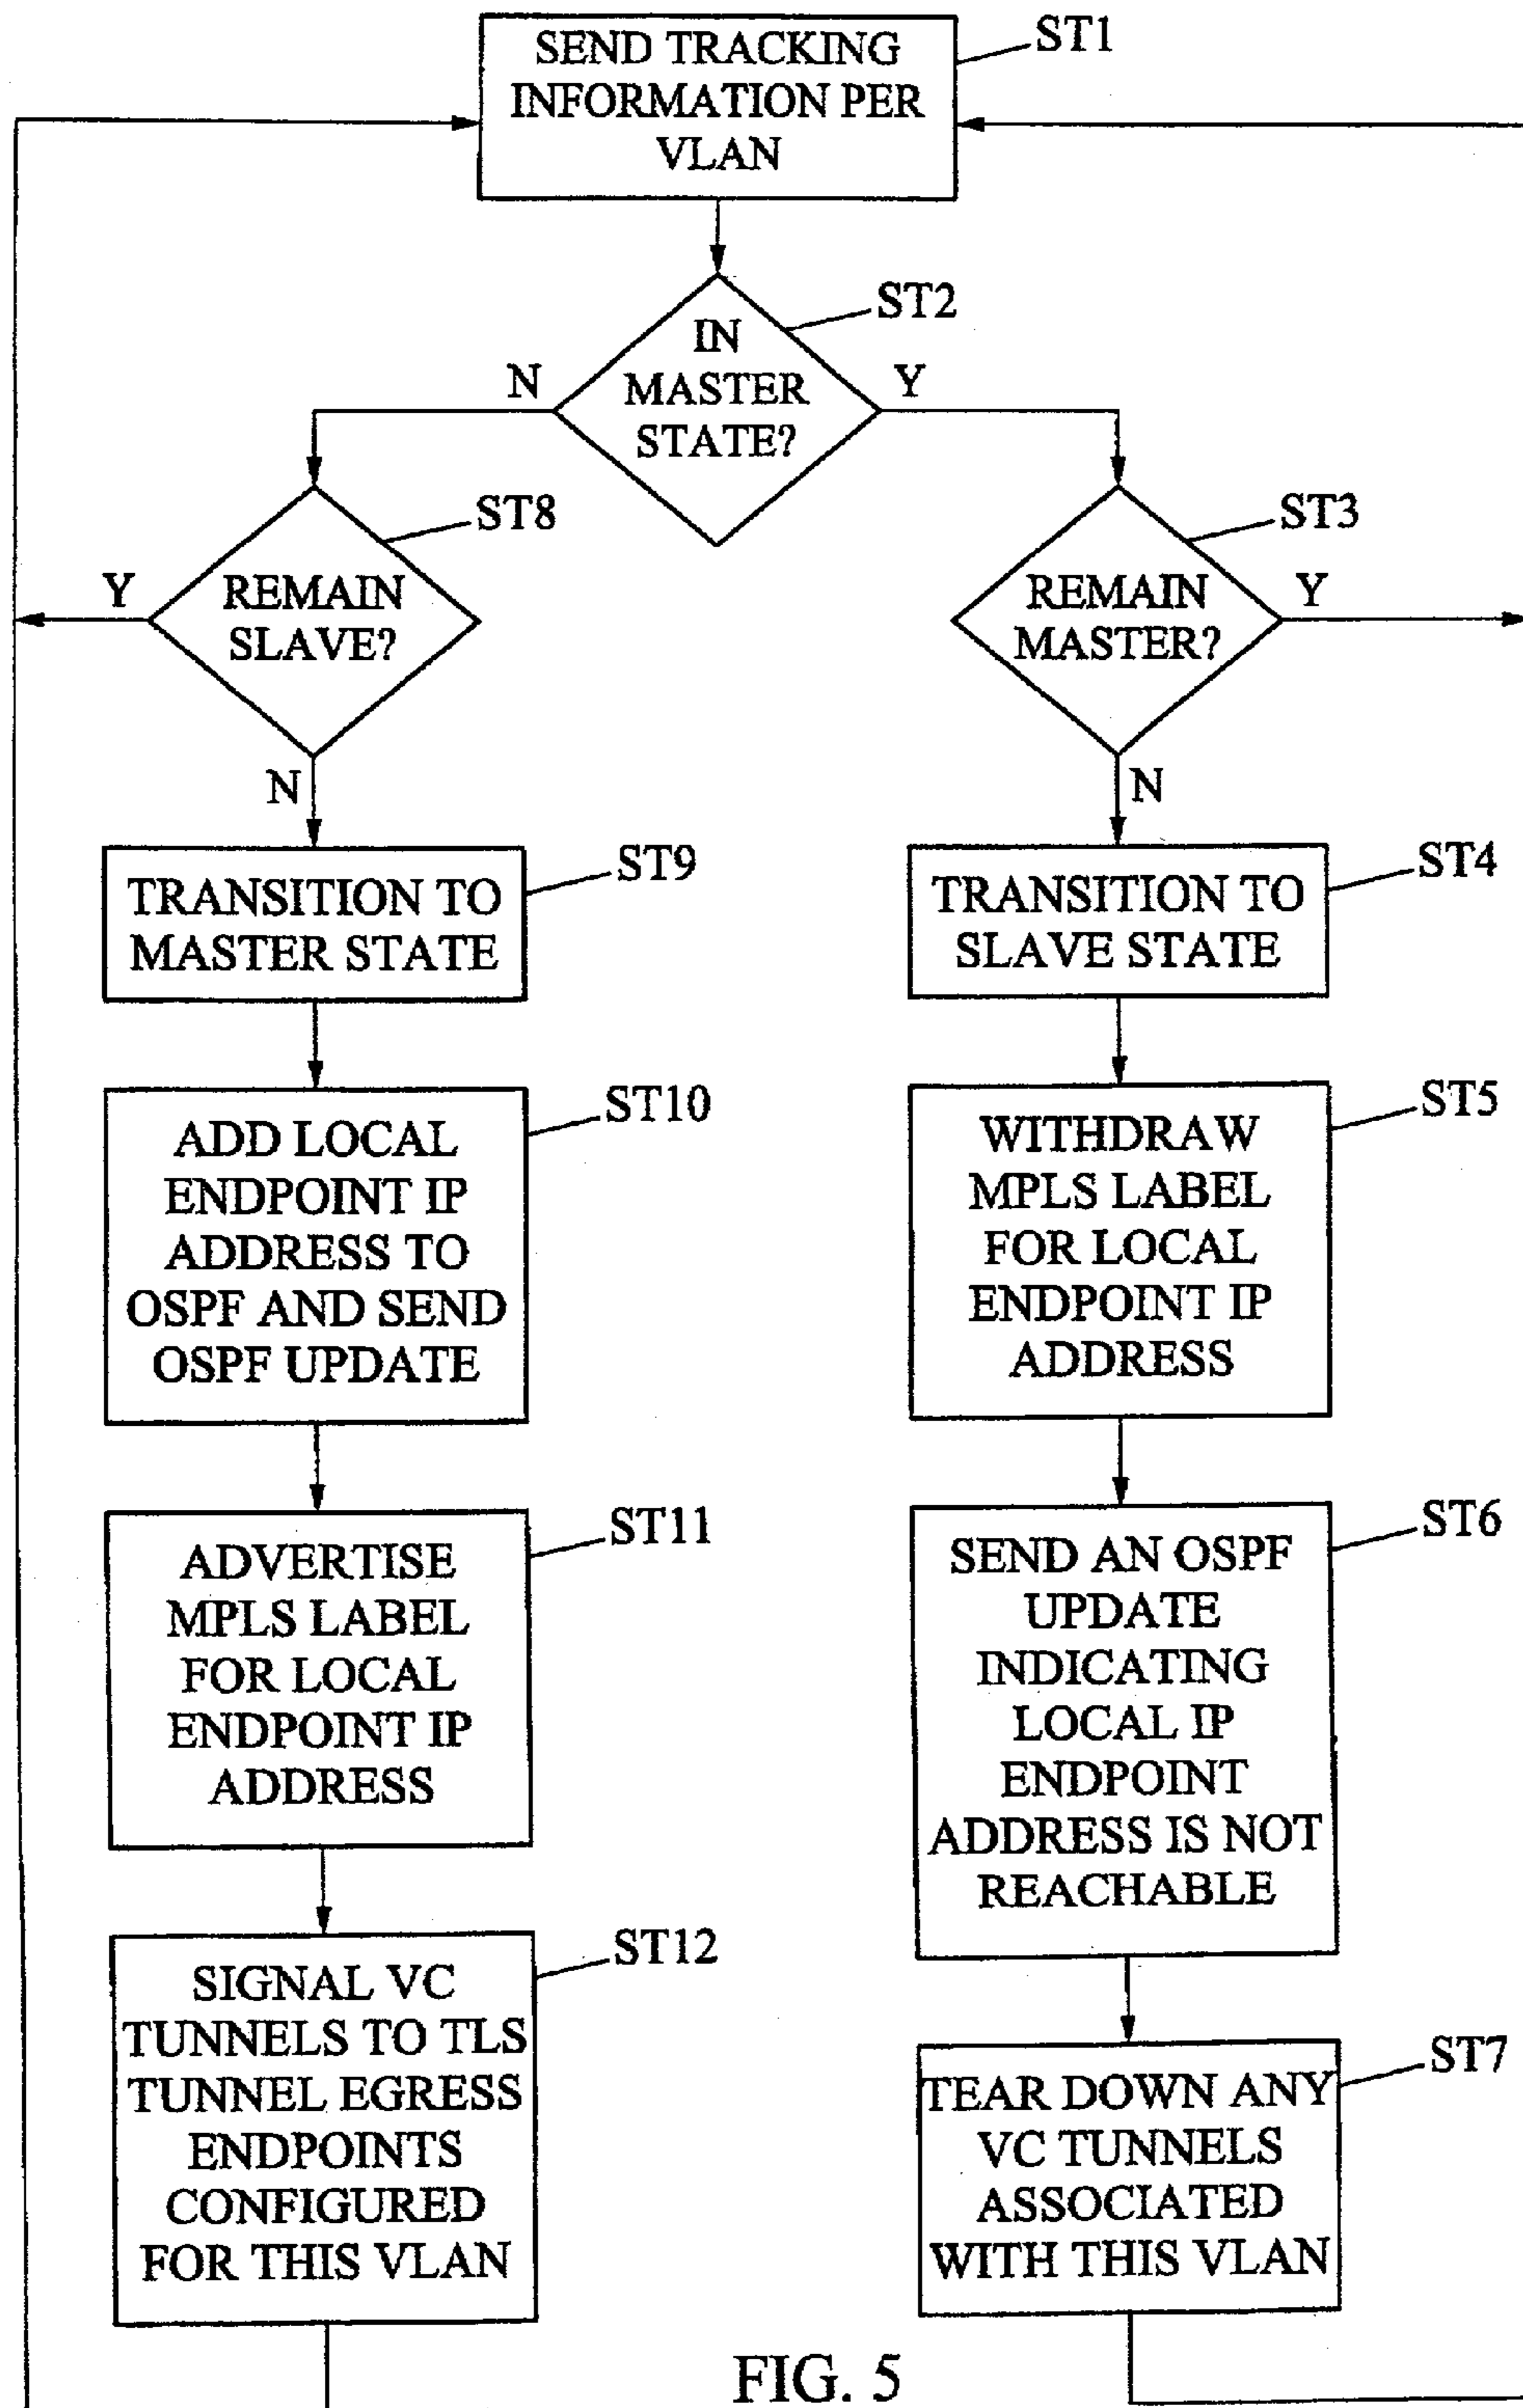 SEND TRACKING
INFORMATION PER
VLAN
ST1
IN
MASTER
STATE?
ST2
N
Y
REMAIN
SLAVE?
ST8
Y
N
REMAIN
MASTER?
ST3
Y
N
TRANSITION TO
MASTER STATE
ST9
TRANSITION TO
SLAVE STATE
ST4
ADD LOCAL
ENDPOINT IP
ADDRESS TO
OSPF AND SEND
OSPF UPDATE
ST10
WITHDRAW
MPLS LABEL
FOR LOCAL
ENDPOINT IP
ADDRESS
ST5
ADVERTISE
MPLS LABEL
FOR LOCAL
ENDPOINT IP
ADDRESS
ST11
SEND AN OSPF
UPDATE
INDICATING
LOCAL IP
ENDPOINT
ADDRESS IS NOT
REACHABLE
ST6
SIGNAL VC
TUNNELS TO TLS
TUNNEL EGRESS
ENDPOINTS
CONFIGURED
FOR THIS VLAN
ST12
TEAR DOWN ANY
VC TUNNELS
ASSOCIATED
WITH THIS VLAN
ST7
FIG. 5